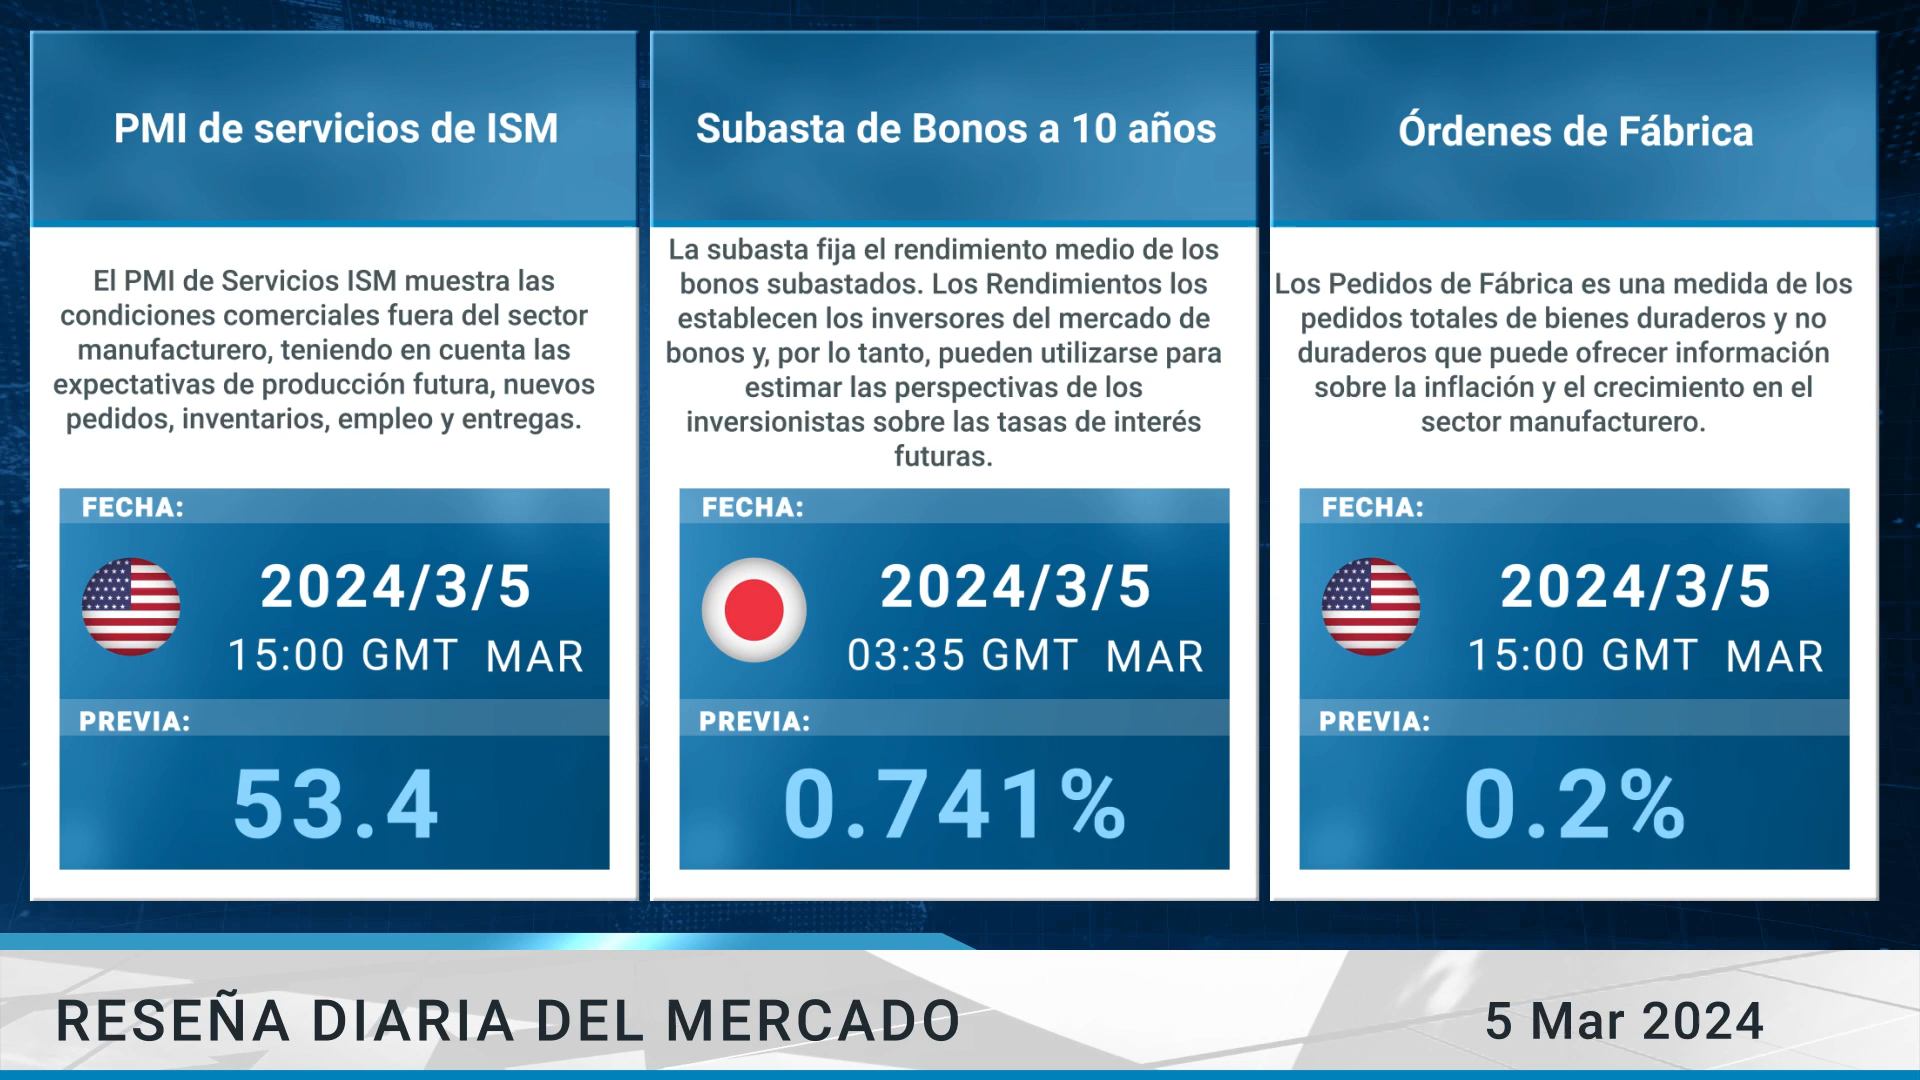 PMI de servicios de ISM
El PMI de Servicios ISM muestra las
condiciones comerciales fuera del sector
manufacturero, teniendo en cuenta las
expectativas de producción futura, nuevos
pedidos, inventarios, empleo y entregas.
FECHA:
2024/3/5
15:00 GMT MAR
PREVIA:
53.4
Subasta de Bonos a 10 años
La subasta fija el rendimiento medio de los
bonos subastados. Los Rendimientos los
establecen los inversores del mercado de
bonos y, por lo tanto, pueden utilizarse para
estimar las perspectivas de los
inversionistas sobre las tasas de interés
futuras.
FECHA:
2024/3/5
03:35 GMT MAR
PREVIA:
0.741%
Órdenes de Fábrica
Los Pedidos de Fábrica es una medida de los
pedidos totales de bienes duraderos y no
duraderos que puede ofrecer información
sobre la inflación y el crecimiento en el
sector manufacturero.
FECHA:
2024/3/5
15:00 GMT MAR
PREVIA:
0.2%
RESEÑA DIARIA DEL MERCADO
5 Mar 2024